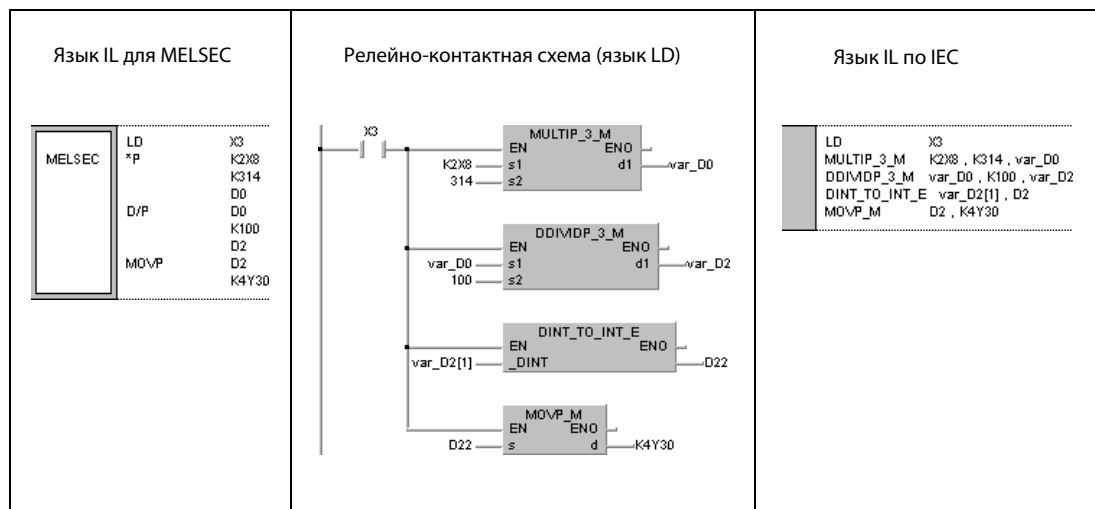 Язык IL для MELSEC
MELSEC
LD X3
*P K2X8
K314
D0
D/P D0
K100
D2
MOVP D2
K4Y30
Релейно-контактная схема (язык LD)
X3
MULTIP_3_M
EN ENO
K2X8 s1 d1 var_D0
314 s2
DDIVIDP_3_M
EN ENO
var_D0 s1 d1 var_D2
100 s2
DINT_TO_INT_E
EN ENO
var_D2[1] _DINT D22
MOVP_M
EN ENO
D22 s d K4Y30
Язык IL по IEC
LD X3
MULTIP_3_M K2X8 , K314 , var_D0
DDIVIDP_3_M var_D0 , K100 , var_D2
DINT_TO_INT_E var_D2[1] , D2
MOVP_M D2 , K4Y30